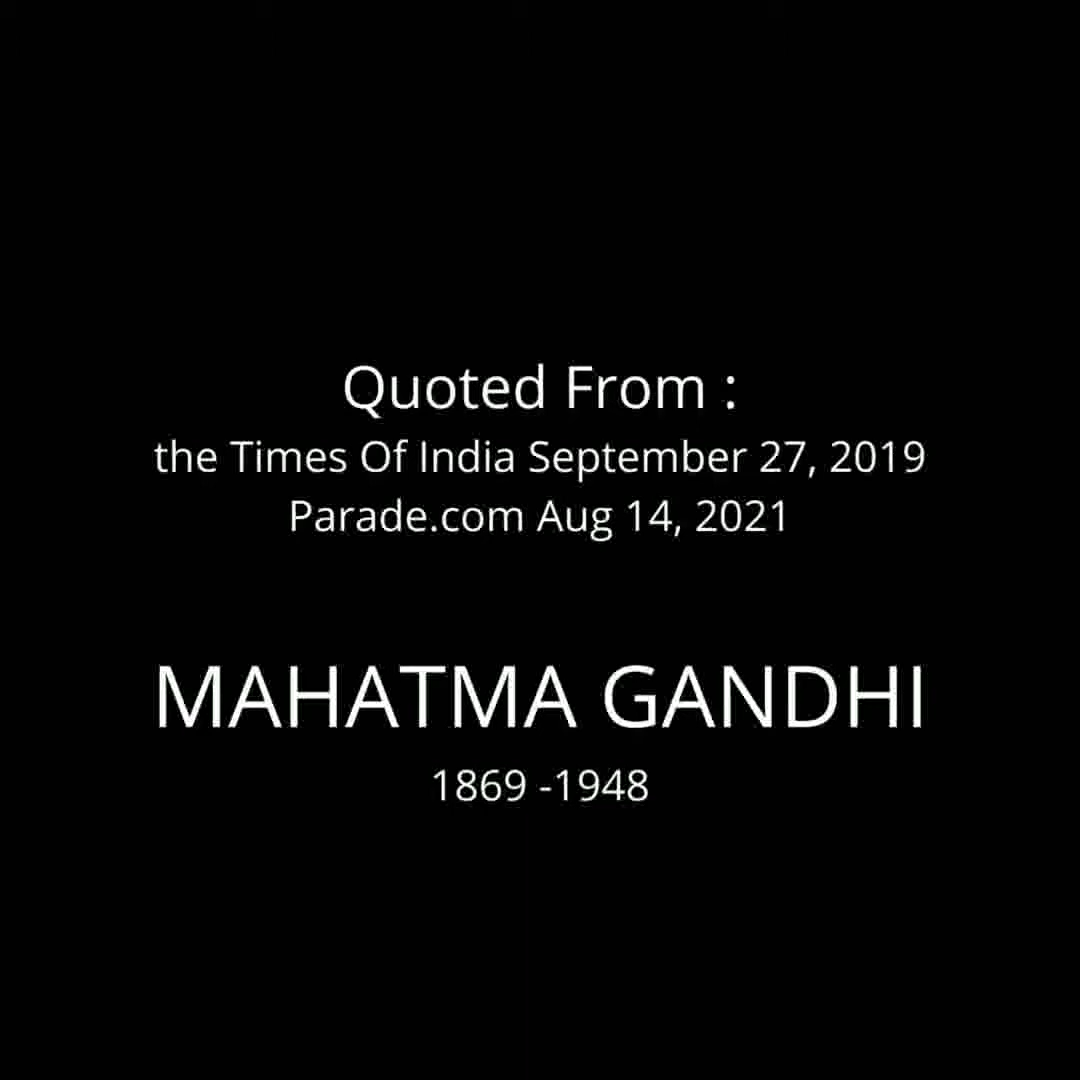 Quoted From :
the Times Of India September 27, 2019
Parade.com Aug 14, 2021
MAHATMA GANDHI
1869 -1948